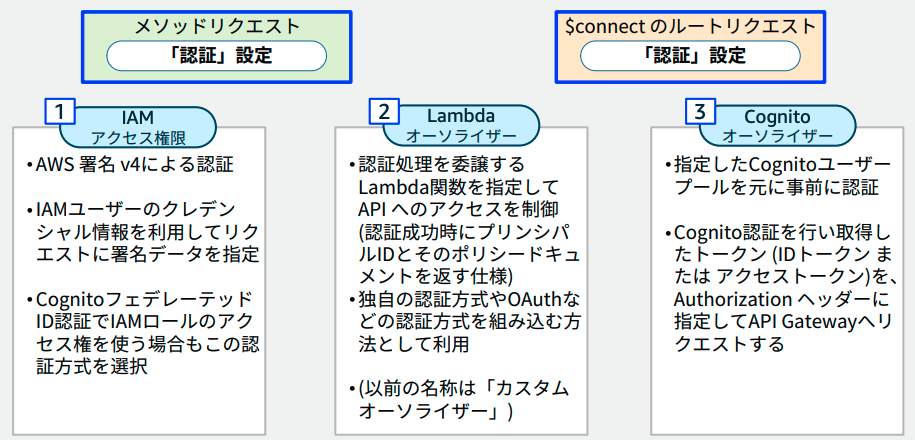 メソッドリクエスト
「認証」設定
$connect のルートリクエスト
「認証」設定
1
IAM
アクセス権限
• AWS 署名 v4による認証
• IAMユーザーのクレデン
シャル情報を利用してリク
エストに署名データを指定
• Cognitoフェデレーテッド
ID認証でIAMロールのアク
セス権を使う場合もこの認
証方式を選択
2
Lambda
オーソライザー
• 認証処理を委譲する
Lambda関数を指定して
API へのアクセスを制御
(認証成功時にプリンシパ
ルIDとそのポリシードキュ
メントを返す仕様)
• 独自の認証方式やOAuthな
どの認証方式を組み込む方
法として利用
• (以前の名称は「カスタム
オーソライザー」)
3
Cognito
オーソライザー
• 指定したCognitoユーザー
プールを元に事前に認証
• Cognito認証を行い取得し
たトークン (IDトークン ま
たは アクセストークン)を、
Authorization ヘッダーに
指定してAPI Gatewayへリ
クエストする